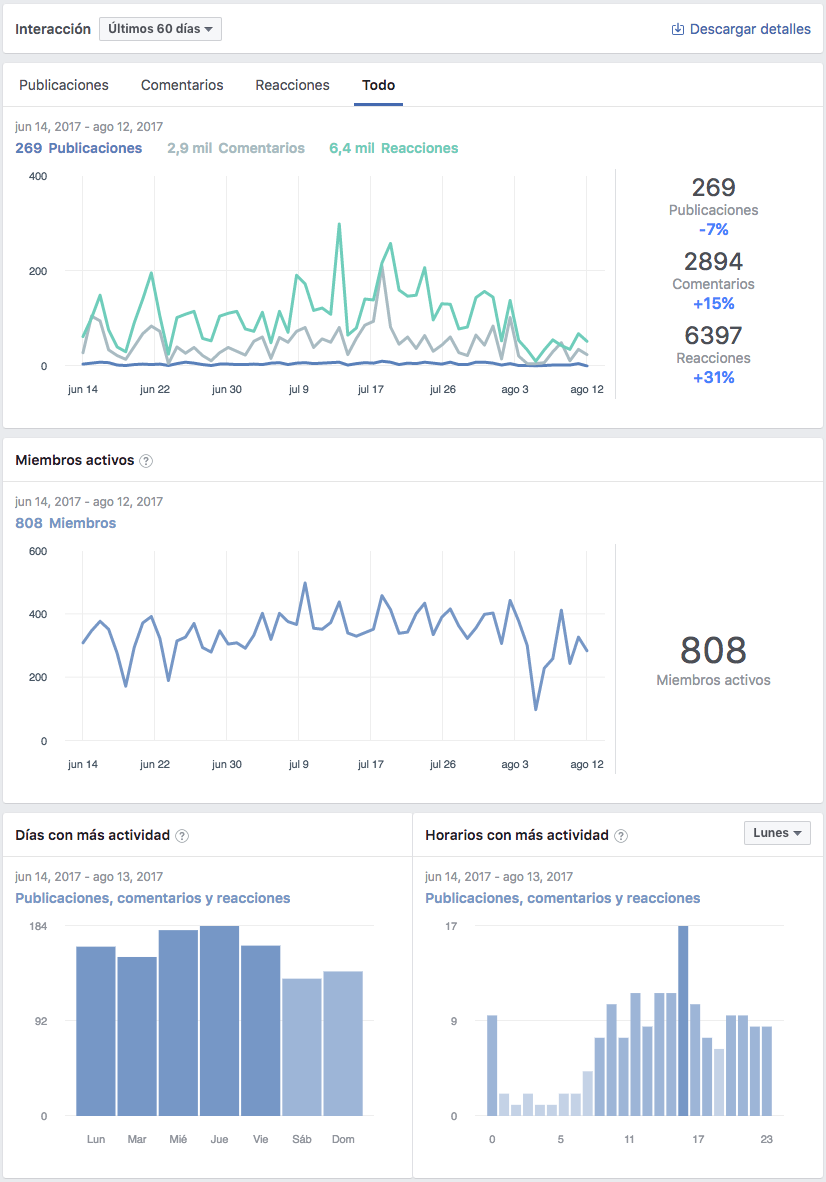 Interacción Últimos 60 días Descargar detalles
Publicaciones Comentarios Reacciones Todo
jun 14, 2017 - ago 12, 2017
269 Publicaciones 2,9 mil Comentarios 6,4 mil Reacciones
400
200
0
jun 14 jun 22 jun 30 jul 9 jul 17 jul 26 ago 3 ago 12
269
Publicaciones
-7%
2894
Comentarios
+15%
6397
Reacciones
+31%
Miembros activos ?
jun 14, 2017 - ago 12, 2017
808 Miembros
600
400
200
0
jun 14 jun 22 jun 30 jul 9 jul 17 jul 26 ago 3 ago 12
808
Miembros activos
Días con más actividad ?
jun 14, 2017 - ago 13, 2017
Publicaciones, comentarios y reacciones
184
92
0
Lun Mar Mié Jue Vie Sáb Dom
Horarios con más actividad ? Lunes
jun 14, 2017 - ago 13, 2017
Publicaciones, comentarios y reacciones
17
9
0
0 5 11 17 23